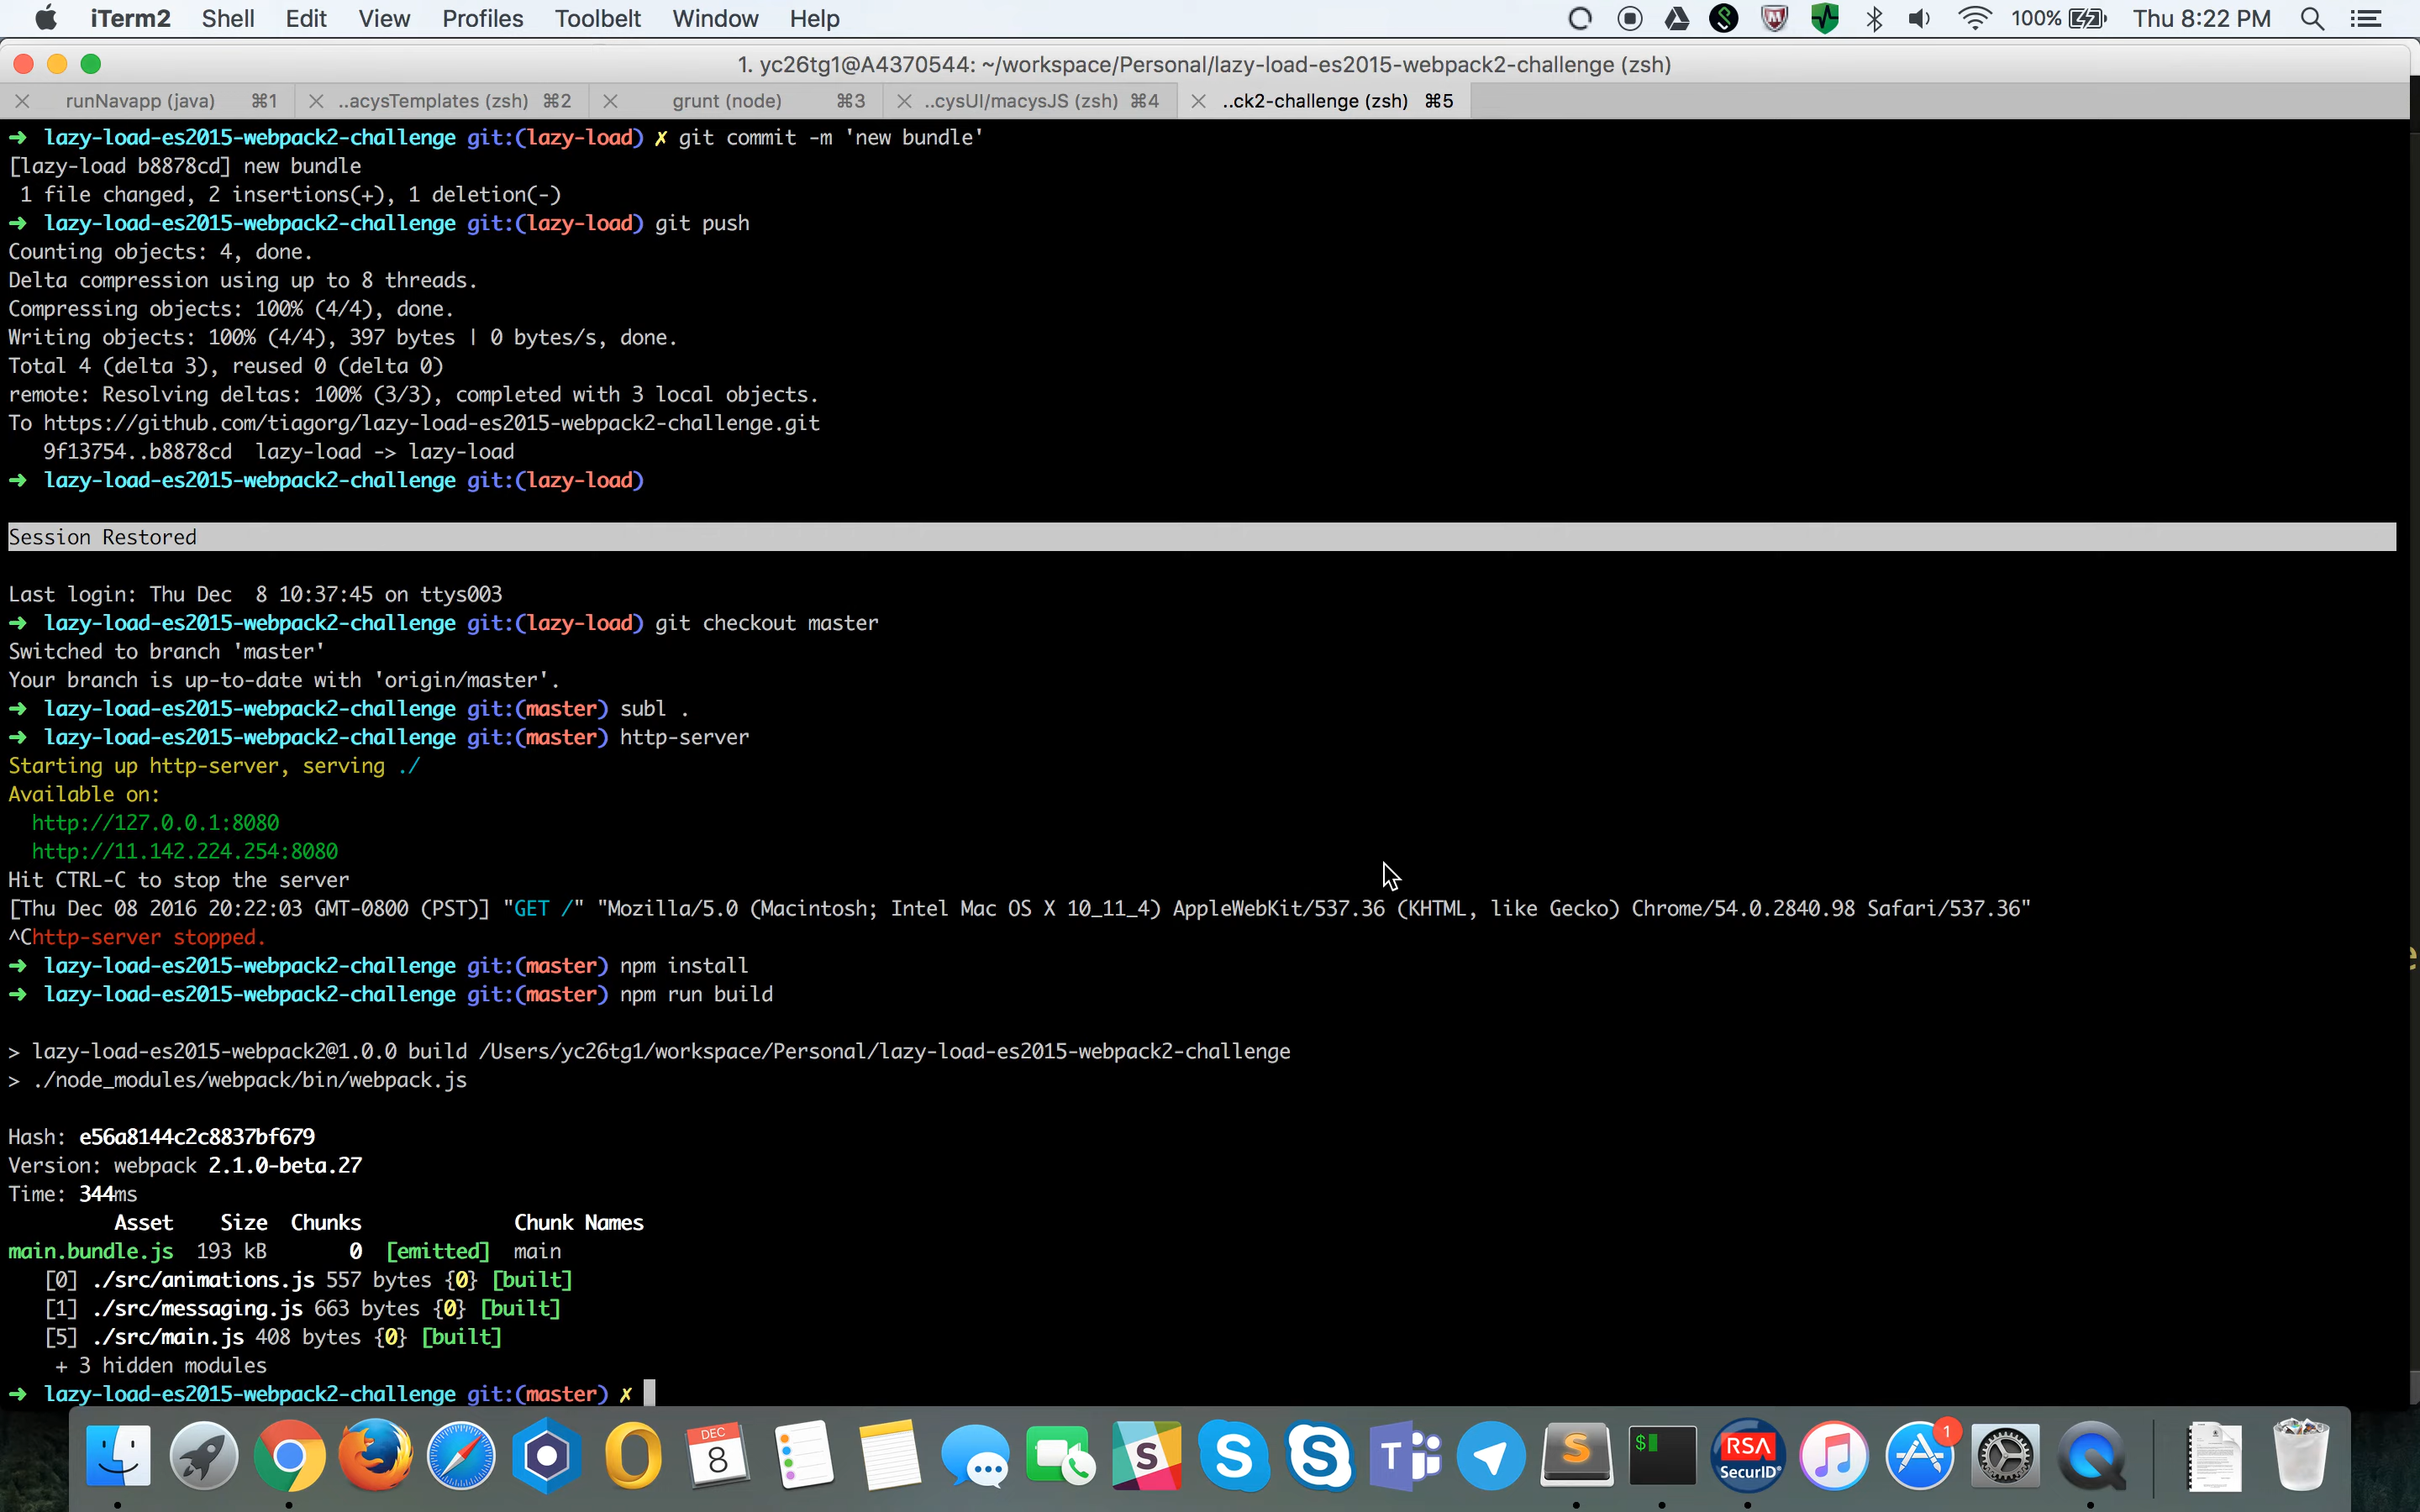 iTerm2 Shell Edit View Profiles Toolbelt Window Help 100% Thu 8:22 PM
1. yc26tg1@A4370544: ~/workspace/Personal/lazy-load-es2015-webpack2-challenge (zsh)
runNavapp (java) ⌘1 ..acysTemplates (zsh) ⌘2 grunt (node) ⌘3 ..cysUI/macysJS (zsh) ⌘4 ..ck2-challenge (zsh) ⌘5
➜ lazy-load-es2015-webpack2-challenge git:(lazy-load) ✗ git commit -m 'new bundle'
[lazy-load b8878cd] new bundle
1 file changed, 2 insertions(+), 1 deletion(-)
➜ lazy-load-es2015-webpack2-challenge git:(lazy-load) git push
Counting objects: 4, done.
Delta compression using up to 8 threads.
Compressing objects: 100% (4/4), done.
Writing objects: 100% (4/4), 397 bytes | 0 bytes/s, done.
Total 4 (delta 3), reused 0 (delta 0)
remote: Resolving deltas: 100% (3/3), completed with 3 local objects.
To https://github.com/tiagorg/lazy-load-es2015-webpack2-challenge.git
9f13754..b8878cd lazy-load -> lazy-load
➜ lazy-load-es2015-webpack2-challenge git:(lazy-load)
Session Restored
Last login: Thu Dec 8 10:37:45 on ttys003
➜ lazy-load-es2015-webpack2-challenge git:(lazy-load) git checkout master
Switched to branch 'master'
Your branch is up-to-date with 'origin/master'.
➜ lazy-load-es2015-webpack2-challenge git:(master) subl .
➜ lazy-load-es2015-webpack2-challenge git:(master) http-server
Starting up http-server, serving ./
Available on:
http://127.0.0.1:8080
http://11.142.224.254:8080
Hit CTRL-C to stop the server
[Thu Dec 08 2016 20:22:03 GMT-0800 (PST)] "GET /" "Mozilla/5.0 (Macintosh; Intel Mac OS X 10_11_4) AppleWebKit/537.36 (KHTML, like Gecko) Chrome/54.0.2840.98 Safari/537.36"
^Chttp-server stopped.
➜ lazy-load-es2015-webpack2-challenge git:(master) npm install
➜ lazy-load-es2015-webpack2-challenge git:(master) npm run build
> lazy-load-es2015-webpack2@1.0.0 build /Users/yc26tg1/workspace/Personal/lazy-load-es2015-webpack2-challenge
> ./node_modules/webpack/bin/webpack.js
Hash: e56a8144c2c8837bf679
Version: webpack 2.1.0-beta.27
Time: 344ms
Asset Size Chunks Chunk Names
main.bundle.js 193 kB 0 [emitted] main
[0] ./src/animations.js 557 bytes {0} [built]
[1] ./src/messaging.js 663 bytes {0} [built]
[5] ./src/main.js 408 bytes {0} [built]
+ 3 hidden modules
➜ lazy-load-es2015-webpack2-challenge git:(master) ✗
DEC
8
RSA
SecurID
1